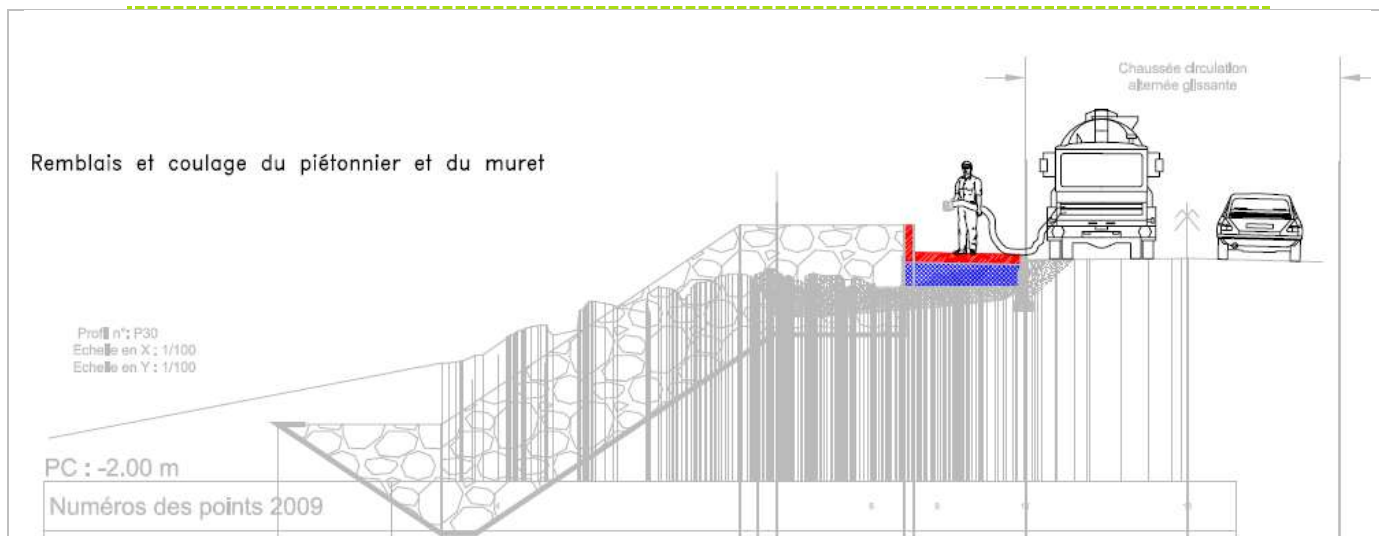 Chaussée circulation
alternée glissante
Remblais et coulage du piétonnier et du muret
Profil n°: P30
Echelle en X : 1/100
Echelle en Y : 1/100
PC : -2.00 m
Numéros des points 2009